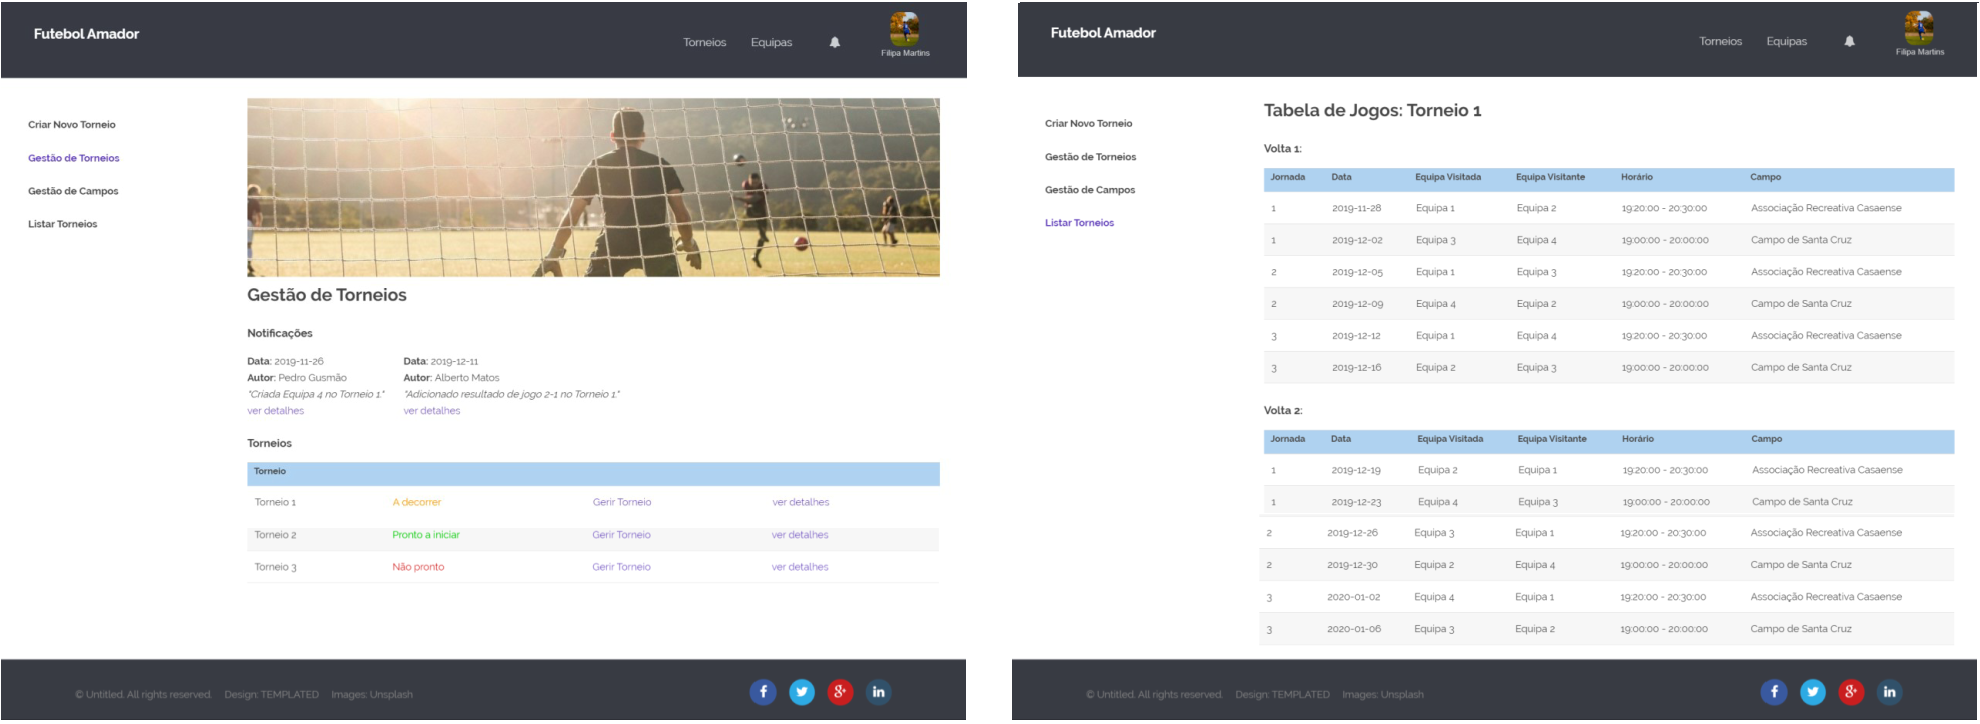 Futebol Amador
Torneios Equipas
Filipa Martins
Criar Novo Torneio
Gestão de Torneios
Gestão de Campos
Listar Torneios
Gestão de Torneios
Notificações
Data: 2019-11-26
Autor: Pedro Gusmão
"Criada Equipa 4 no Torneio 1."
ver detalhes
Data: 2019-12-11
Autor: Alberto Matos
"Adicionado resultado de jogo 2-1 no Torneio 1."
ver detalhes
Torneios
Torneio
Torneio 1 A decorrer Gerir Torneio ver detalhes
Torneio 2 Pronto a iniciar Gerir Torneio ver detalhes
Torneio 3 Não pronto Gerir Torneio ver detalhes
© Untitled. All rights reserved. Design: TEMPLATED Images: Unsplash
f 8+ in
Futebol Amador
Torneios Equipas
Filipa Martins
Criar Novo Torneio
Gestão de Torneios
Gestão de Campos
Listar Torneios
Tabela de Jogos: Torneio 1
Volta 1:
Jornada Data Equipa Visitada Equipa Visitante Horário Campo
1 2019-11-28 Equipa 1 Equipa 2 19:20:00 - 20:30:00 Associação Recreativa Casaense
1 2019-12-02 Equipa 3 Equipa 4 19:00:00 - 20:00:00 Campo de Santa Cruz
2 2019-12-05 Equipa 1 Equipa 3 19:20:00 - 20:30:00 Associação Recreativa Casaense
2 2019-12-09 Equipa 4 Equipa 2 19:00:00 - 20:00:00 Campo de Santa Cruz
3 2019-12-12 Equipa 1 Equipa 4 19:20:00 - 20:30:00 Associação Recreativa Casaense
3 2019-12-16 Equipa 2 Equipa 3 19:00:00 - 20:00:00 Campo de Santa Cruz
Volta 2:
Jornada Data Equipa Visitada Equipa Visitante Horário Campo
1 2019-12-19 Equipa 2 Equipa 1 19:20:00 - 20:30:00 Associação Recreativa Casaense
1 2019-12-23 Equipa 4 Equipa 3 19:00:00 - 20:00:00 Campo de Santa Cruz
2 2019-12-26 Equipa 3 Equipa 1 19:20:00 - 20:30:00 Associação Recreativa Casaense
2 2019-12-30 Equipa 2 Equipa 4 19:00:00 - 20:00:00 Campo de Santa Cruz
3 2020-01-02 Equipa 4 Equipa 1 19:20:00 - 20:30:00 Associação Recreativa Casaense
3 2020-01-06 Equipa 3 Equipa 2 19:00:00 - 20:00:00 Campo de Santa Cruz
© Untitled. All rights reserved. Design: TEMPLATED Images: Unsplash
f 8+ in